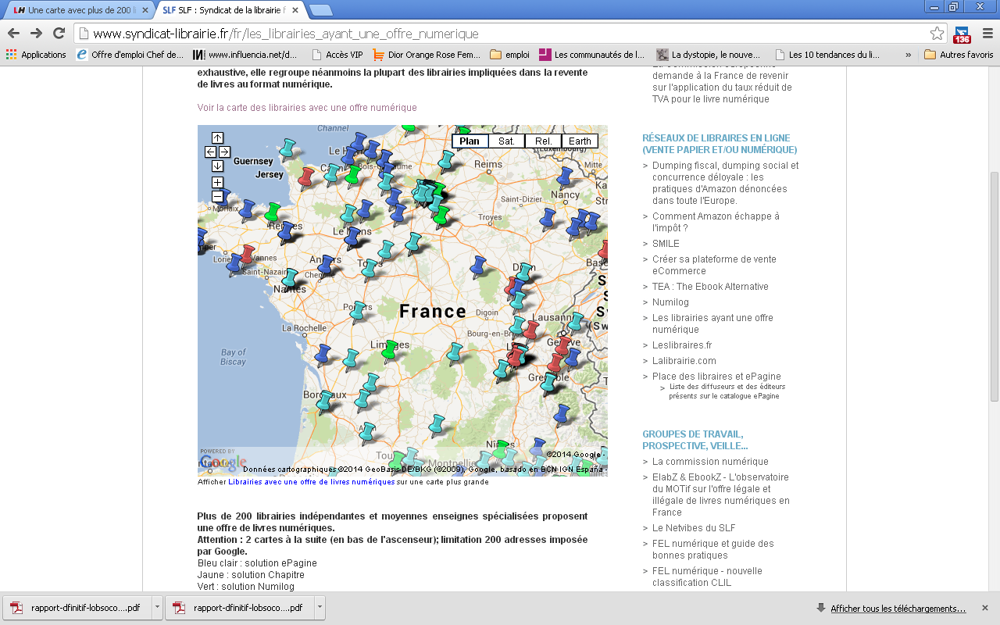 LH Une carte avec plus de 200 l
SLF SLF : Syndicat de la librairie f
www.syndicat-librairie.fr/fr/les_librairies_ayant_une_offre_numerique
136
Applications
Offre d'emploi Chef de...
www.influencia.net/d...
Accès VIP
Dior Orange Rose Fem...
emploi
Les communautés de l...
La dystopie, le nouve...
Les 10 tendances du li...
»
Autres favoris
exhaustive, elle regroupe néanmoins la plupart des librairies impliquées dans la revente
de livres au format numérique.
Voir la carte des librairies avec une offre numérique
Channel
Plan
Sat.
Rel.
Earth
Guernsey
Jersey
Le H
Reims
Nancy
Saint-Dizier
Troyes
Morlaix
Rennes
Le Mans
Lorie
Vannes
Saint-Nazaire
Angers
Tours
Nantes
Dijon
Poitiers
France
Digoin
Lausanne
La Rochelle
Bourg-en-Bre
Genève
Bay of
Biscay
Limoges
Grenoble
Bordeaux
Nîmes
Toulouse
Montpellier
POWERED BY
Google
©2014 Google -
Données cartographiques ©2014 GeoBasis-DE/BKG (©2009), Google, basado en BCN IGN España -
Afficher Librairies avec une offre de livres numériques sur une carte plus grande
Plus de 200 librairies indépendantes et moyennes enseignes spécialisées proposent
une offre de livres numériques.
Attention : 2 cartes à la suite (en bas de l'ascenseur); limitation 200 adresses imposée
par Google.
Bleu clair : solution ePagine
Jaune : solution Chapitre
Vert : solution Numilog
demande à la France de revenir
sur l'application du taux réduit de
TVA pour le livre numérique
RÉSEAUX DE LIBRAIRES EN LIGNE
(VENTE PAPIER ET/OU NUMÉRIQUE)
> Dumping fiscal, dumping social et
concurrence déloyale : les
pratiques d'Amazon dénoncées
dans toute l'Europe.
> Comment Amazon échappe à
l'impôt ?
> SMILE
> Créer sa plateforme de vente
eCommerce
> TEA : The Ebook Alternative
> Numilog
> Les librairies ayant une offre
numérique
> Leslibraires.fr
> Lalibrairie.com
> Place des libraires et ePagine
> Liste des diffuseurs et des éditeurs
présents sur le catalogue ePagine
GROUPES DE TRAVAIL,
PROSPECTIVE, VEILLE...
> La commission numérique
> ElabZ & EbookZ - L'observatoire
du MOTif sur l'offre légale et
illégale de livres numériques en
France
> Le Netvibes du SLF
> FEL numérique et guide des
bonnes pratiques
> FEL numérique - nouvelle
classification CLIL
rapport-dfinitif-lobsoco....pdf
rapport-dfinitif-lobsoco....pdf
Afficher tous les téléchargements...